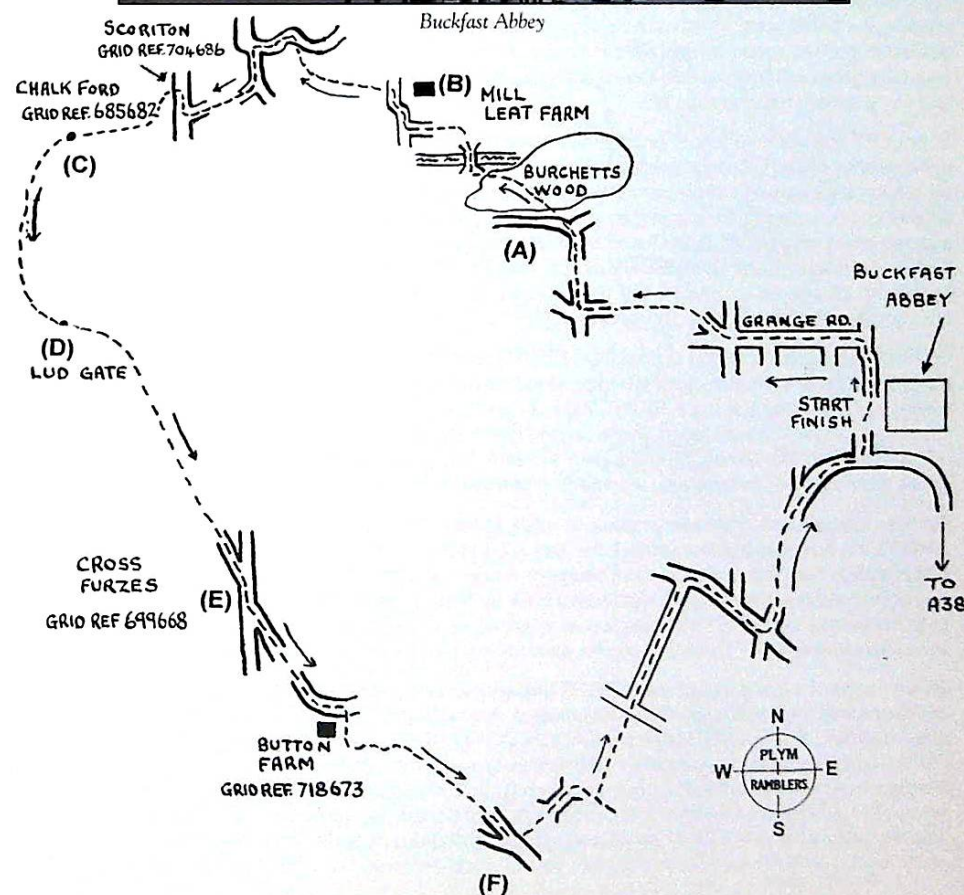 Buckfast Abbey
SCORITON
GRID REF. 704686
CHALK FORD
GRID REF. 685682
(B)
MILL
LEAT FARM
(C)
BURCHETTS
WOOD
(A)
BUCKFAST
ABBEY
GRANGE RD.
START
FINISH
(D)
LUD GATE
CROSS
FURZES
GRID REF 699668
(E)
TO
A38
BUTTON
FARM
GRID REF. 718673
N
W
PLYM
RAMBLERS
E
S
(F)